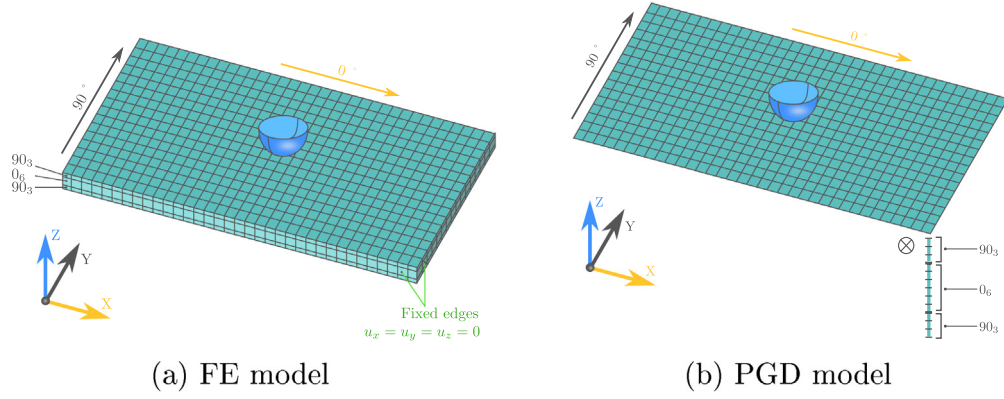 0°
90°
90₃
0₆
90₃
Z
Y
X
Fixed edges
uₓ = u_y = u_z = 0
(a) FE model
0°
90°
Z
Y
X
90₃
0₆
90₃
(b) PGD model